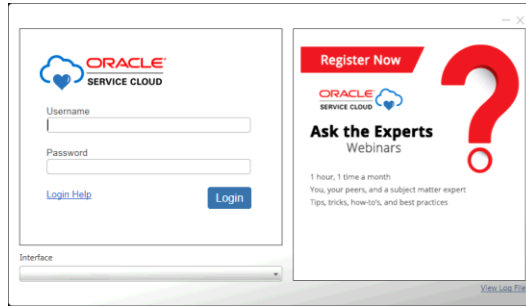 ORACLE
SERVICE CLOUD
Username
Password
Login Help
Login
Interface
Register Now
ORACLE
SERVICE CLOUD
Ask the Experts
Webinars
1 hour, 1 time a month
You, your peers, and a subject matter expert
Tips, tricks, how-to's, and best practices
View Log File